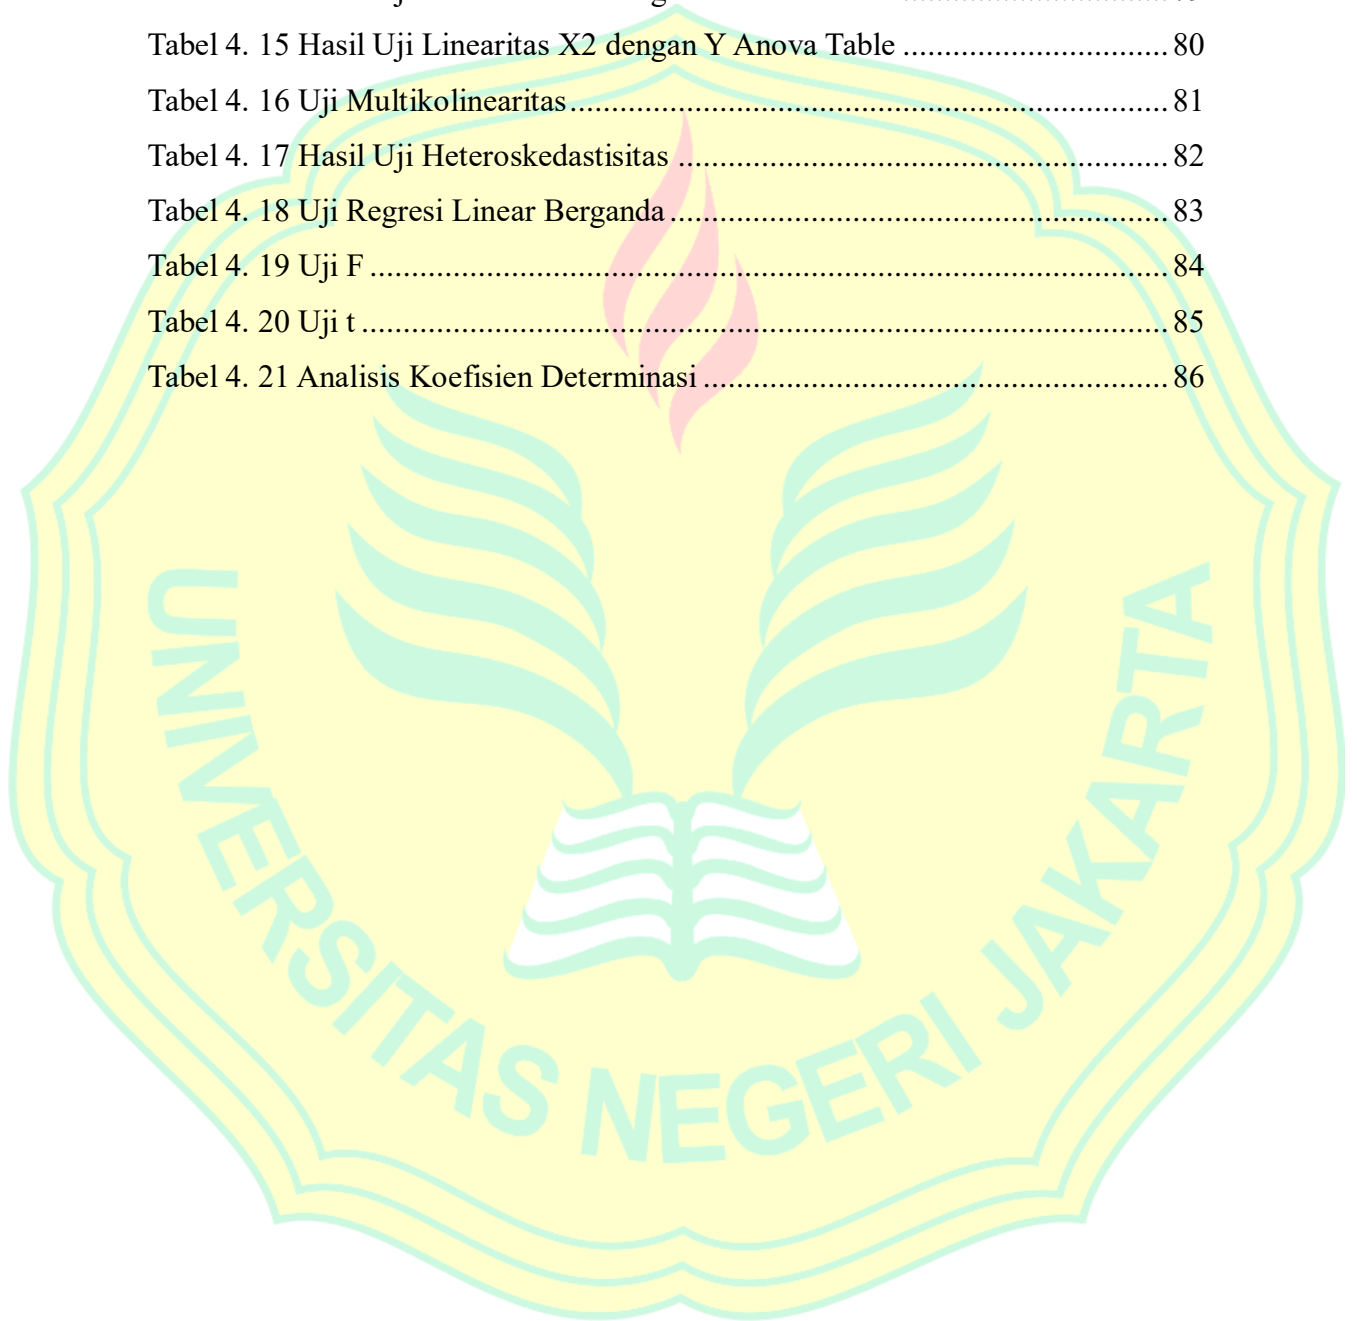 Tabel 4. 15 Hasil Uji Linearitas X2 dengan Y Anova Table ................................ 80
Tabel 4. 16 Uji Multikolinearitas........................................................................ 81
Tabel 4. 17 Hasil Uji Heteroskedastisitas ........................................................... 82
Tabel 4. 18 Uji Regresi Linear Berganda ............................................................ 83
Tabel 4. 19 Uji F ................................................................................................ 84
Tabel 4. 20 Uji t ................................................................................................. 85
Tabel 4. 21 Analisis Koefisien Determinasi ........................................................ 86
UNIVERSITAS NEGERI JAKARTA